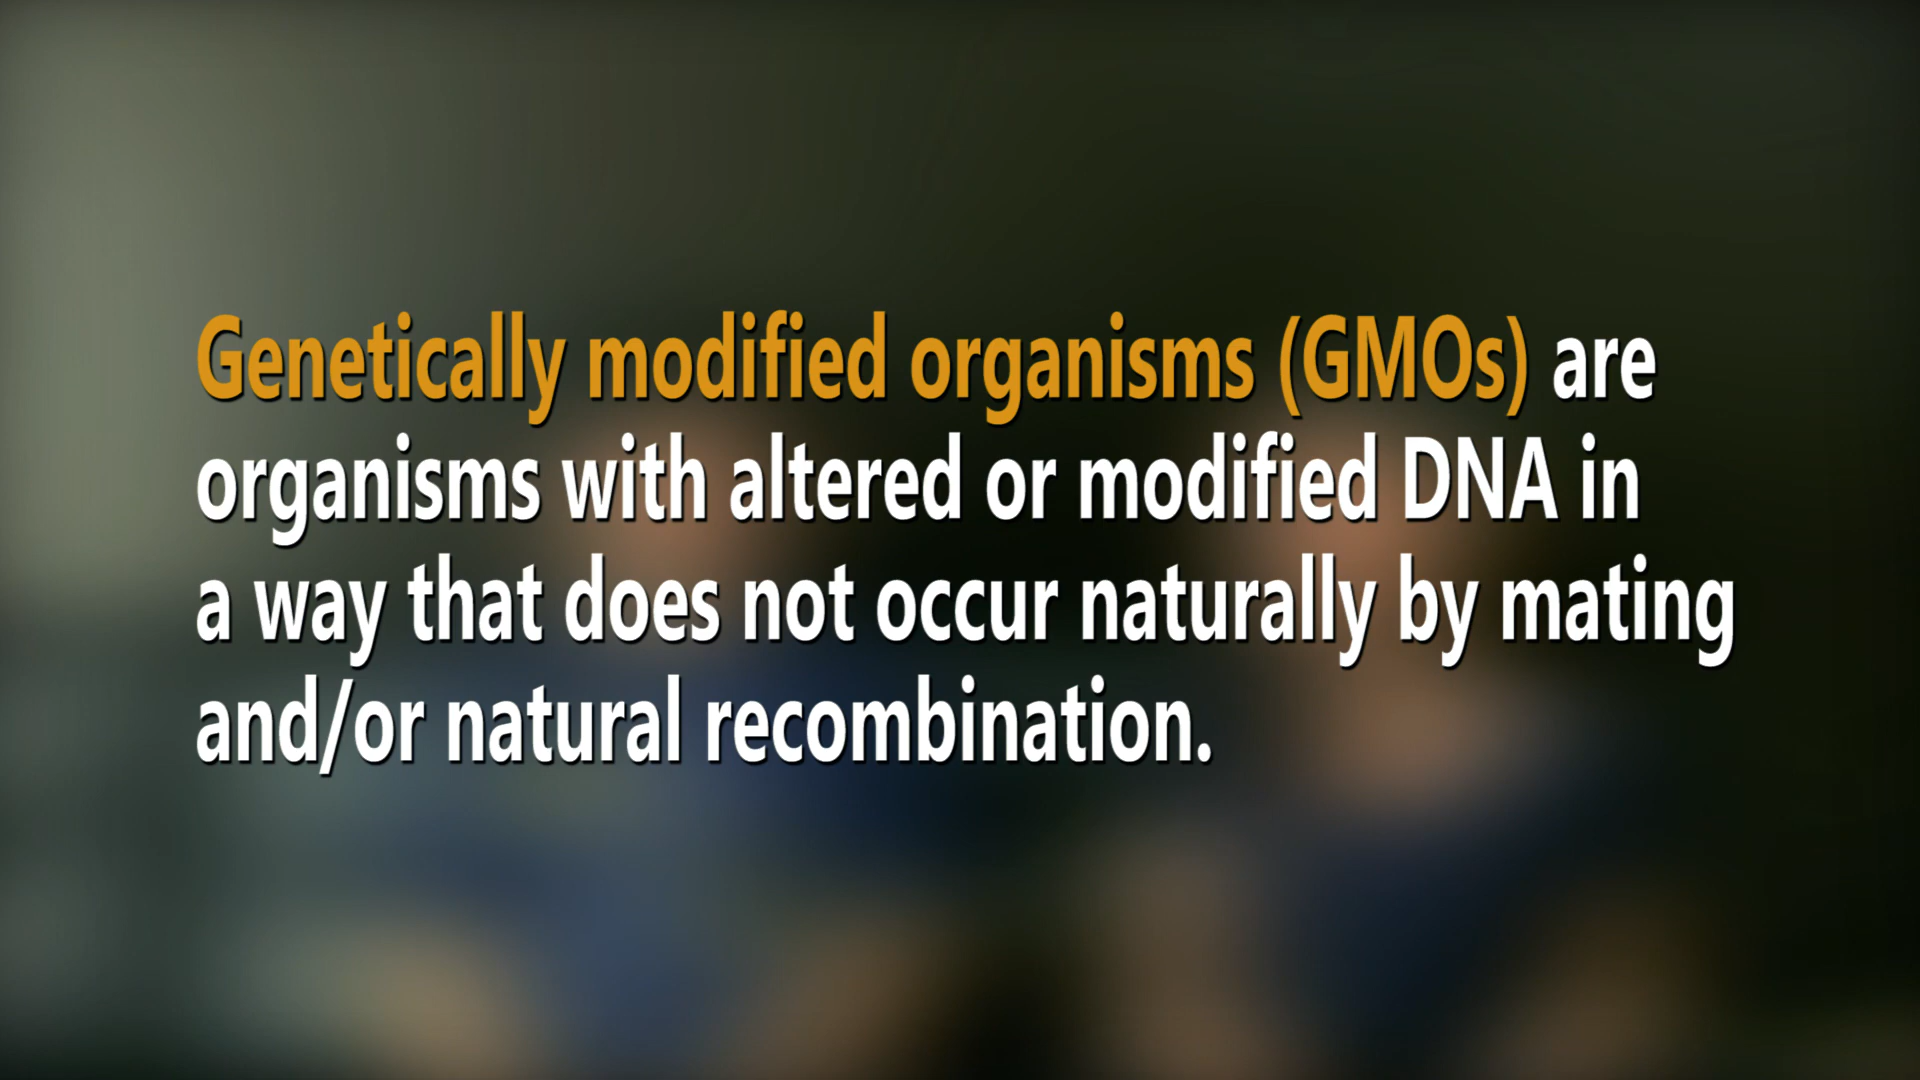 Genetically modified organisms (GMOs) are
organisms with altered or modified DNA in
a way that does not occur naturally by mating
and/or natural recombination.